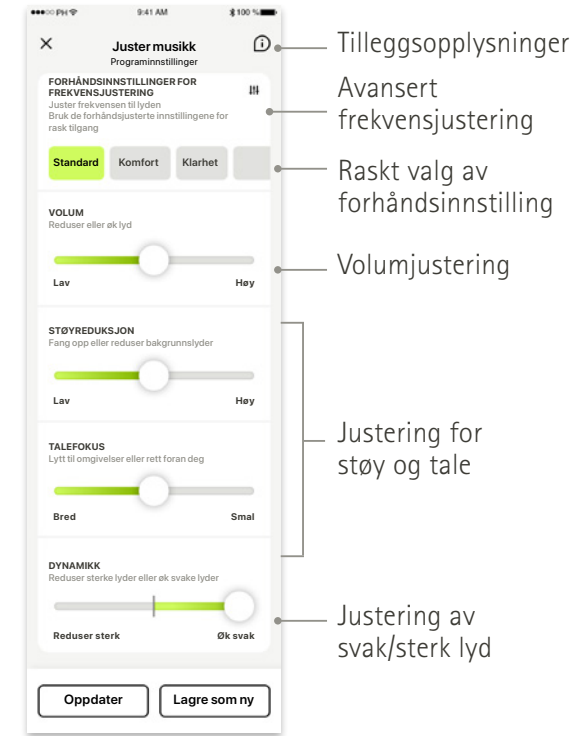 PH
9:41 AM
100 %
Juster musikk
Programinnstillinger
FORHÅNDSINNSTILLINGER FOR
FREKVENSJUSTERING
Juster frekvensen til lyden
Bruk de forhåndsjusterte innstillingene for
rask tilgang
Standard Komfort Klarhet
VOLUM
Reduser eller øk lyd
Lav Høy
STØYREDUKSJON
Fang opp eller reduser bakgrunnslyder
Lav Høy
TALEFOKUS
Lytt til omgivelser eller rett foran deg
Bred Smal
DYNAMIKK
Reduser sterke lyder eller øk svake lyder
Reduser sterk Øk svak
Oppdater Lagre som ny
Tilleggsopplysninger
Avansert
frekvensjustering
Raskt valg av
forhåndsinnstilling
Volumjustering
Justering for
støy og tale
Justering av
svak/sterk lyd